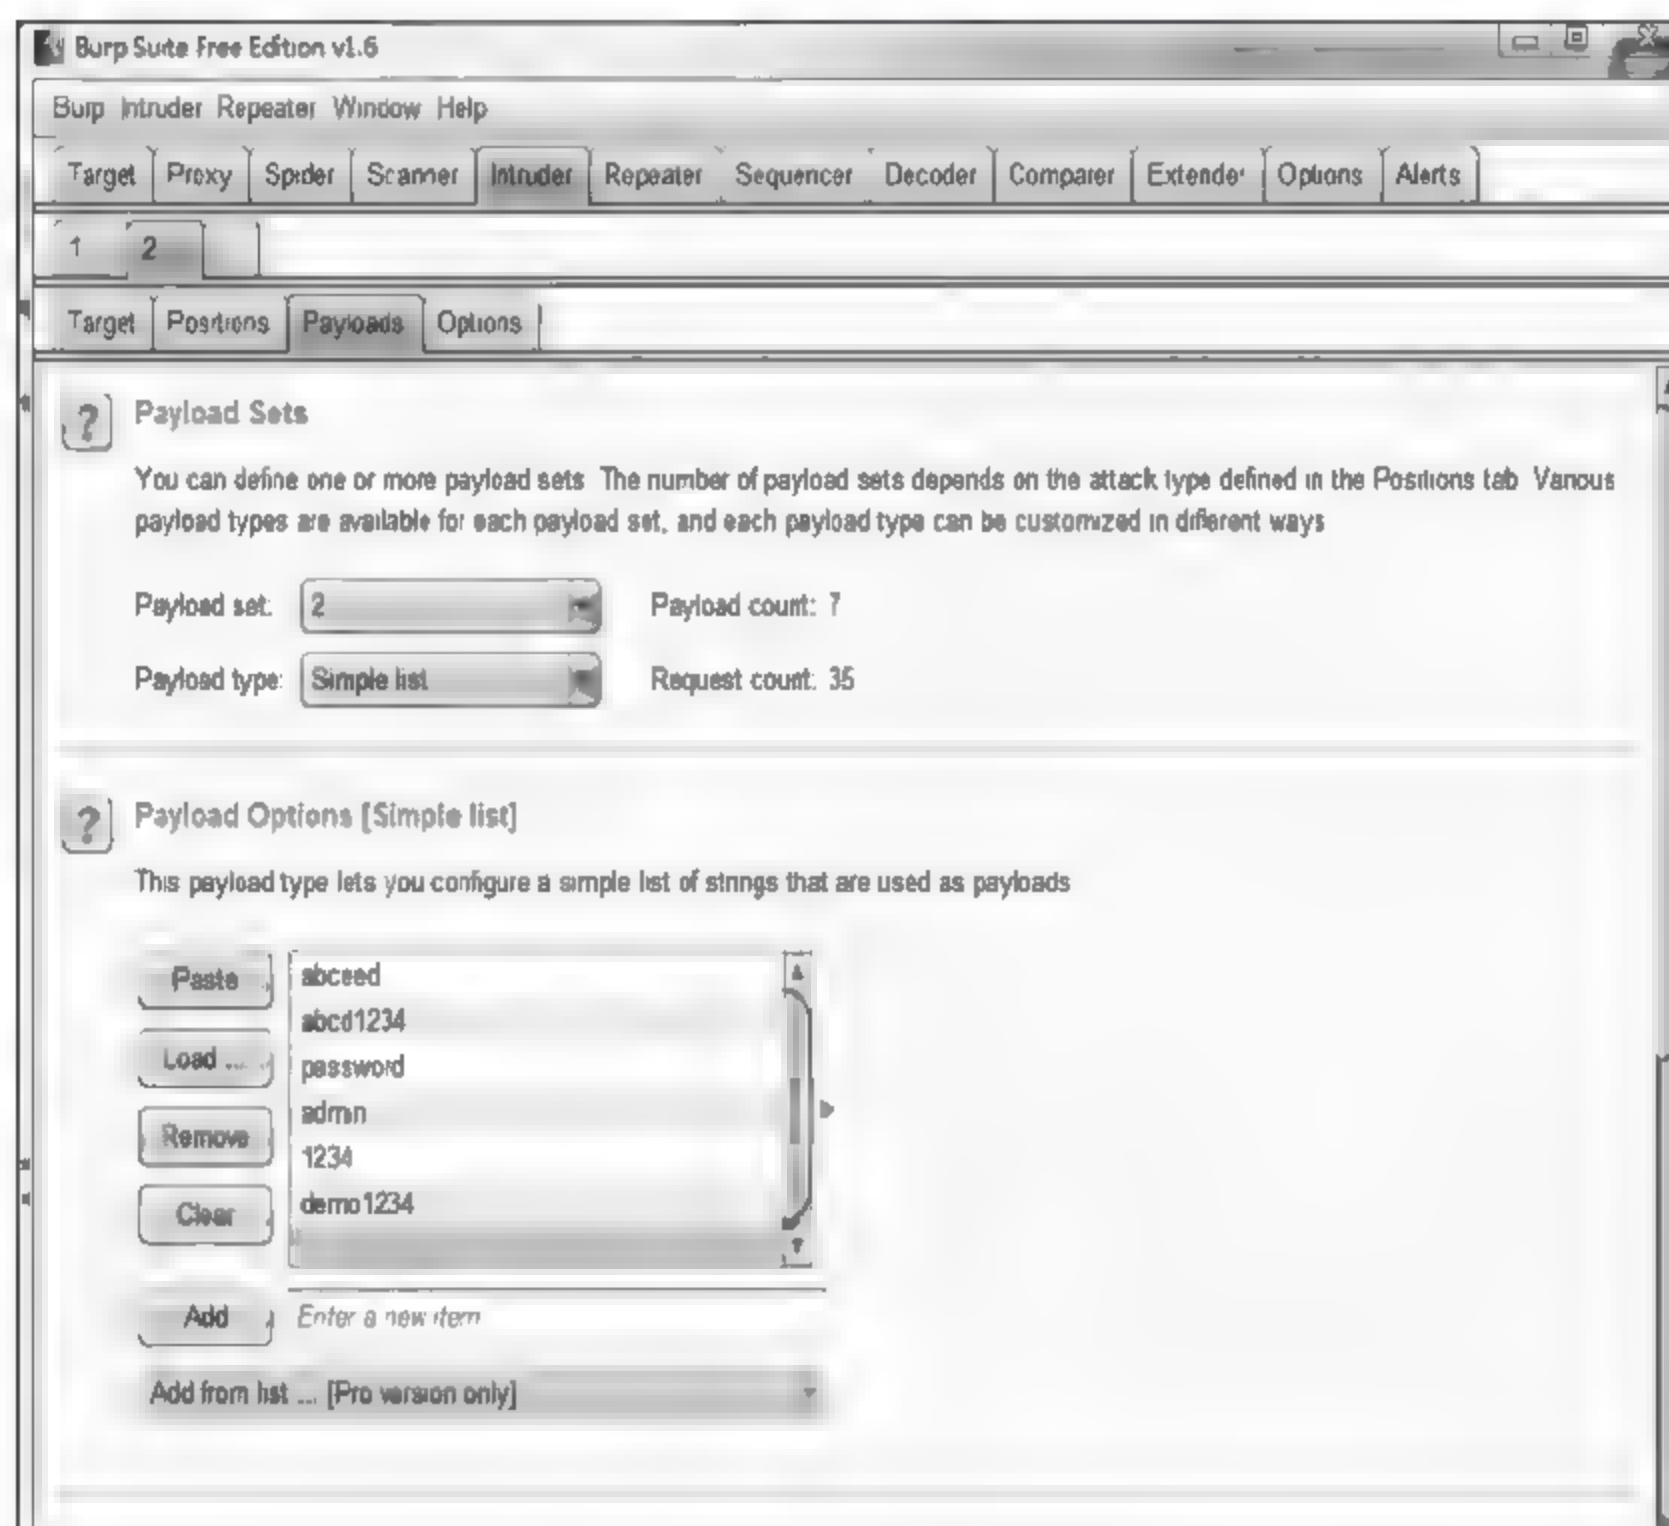 Burp Suite Free Edition v1.6
Burp Intruder Repeater Window Help
Target Proxy Spider Scanner Intruder Repeater Sequencer Decoder Comparer Extender Options Alerts
1 2
Target Positions Payloads Options
? Payload Sets
You can define one or more payload sets. The number of payload sets depends on the attack type defined in the Positions tab. Various
payload types are available for each payload set, and each payload type can be customized in different ways.
Payload set: 2 Payload count: 7
Payload type: Simple list Request count: 35
? Payload Options [Simple list]
This payload type lets you configure a simple list of strings that are used as payloads.
Paste
Load ...
Remove
Clear
abceed
abcd1234
password
admin
1234
demo1234
Add Enter a new item
Add from list ... [Pro version only]